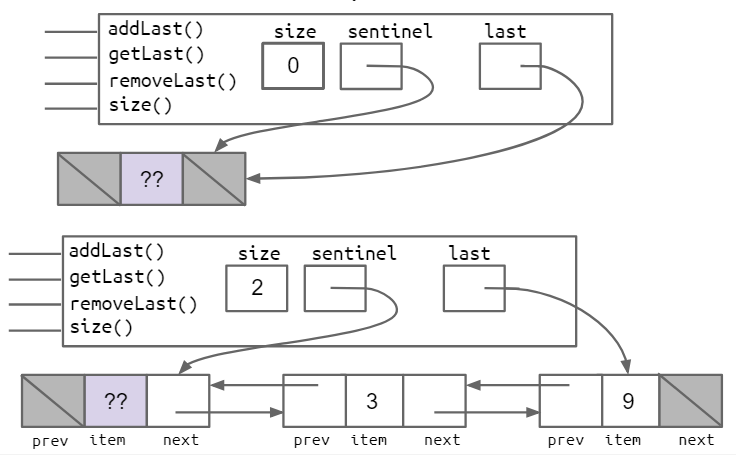 addLast()
getLast()
removeLast()
size()
size sentinel last
0
??
addLast()
getLast()
removeLast()
size()
size sentinel last
2
?? 3 9
prev item next prev item next prev item next